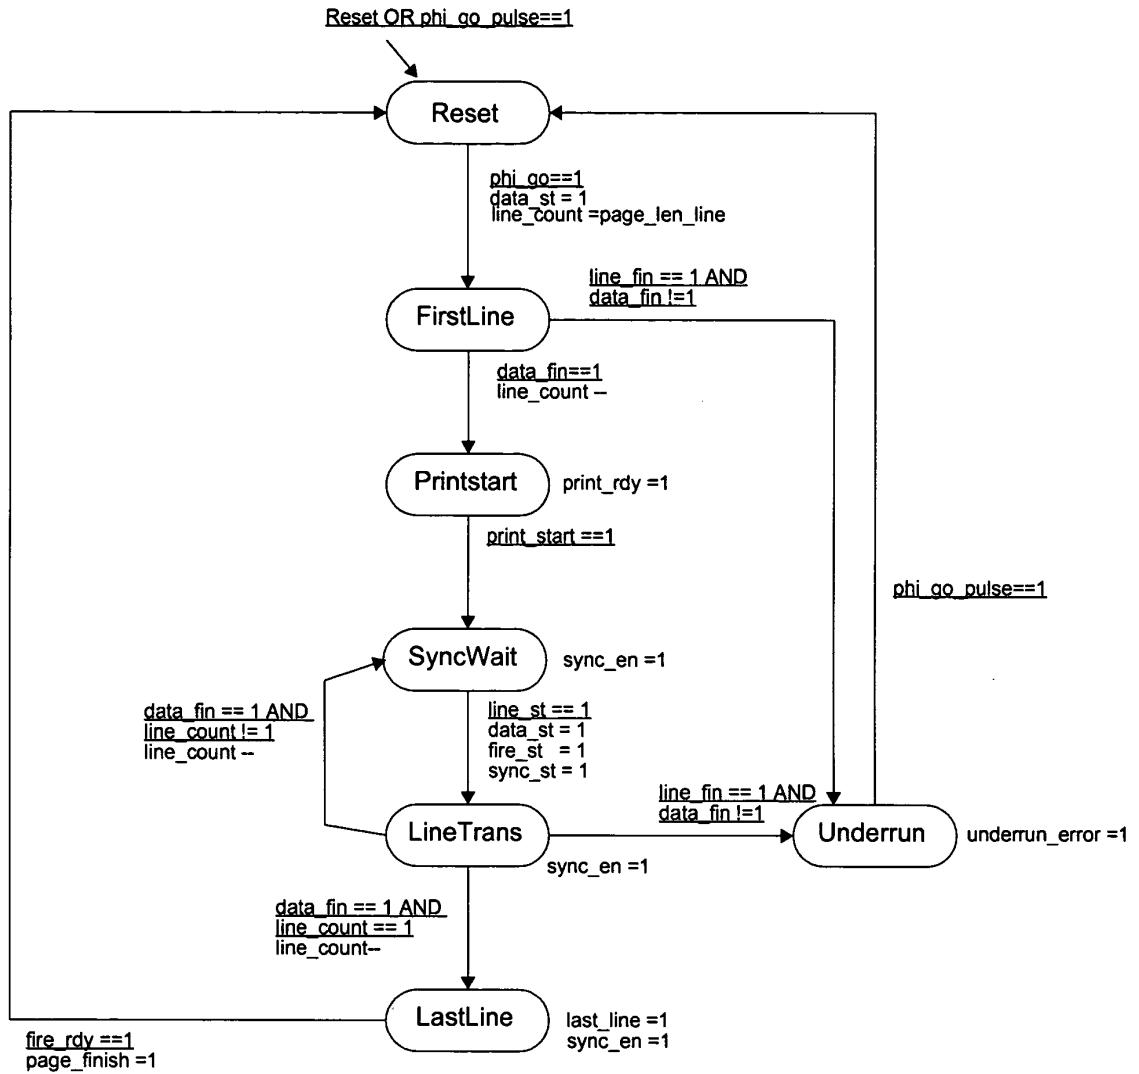 Reset OR phi_go_pulse==1
Reset
phi_go==1
data_st = 1
line_count =page_len_line
line_fin == 1 AND
data_fin !=1
FirstLine
data_fin==1
line_count --
Printstart
print_rdy =1
print_start ==1
phi_go_pulse==1
SyncWait
sync_en =1
data_fin == 1 AND
line_count != 1
line_count --
line_st == 1
data_st = 1
fire_st = 1
sync_st = 1
line_fin == 1 AND
data_fin !=1
LineTrans
sync_en =1
Underrun
underrun_error =1
data_fin == 1 AND
line_count == 1
line_count--
LastLine
last_line =1
sync_en =1
fire_rdy ==1
page_finish =1